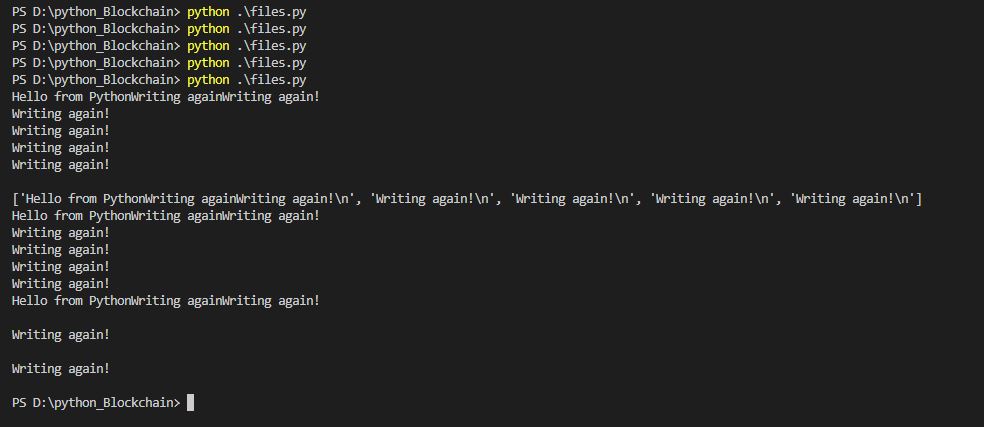 PS D:\python_Blockchain> python .\files.py
PS D:\python_Blockchain> python .\files.py
PS D:\python_Blockchain> python .\files.py
PS D:\python_Blockchain> python .\files.py
PS D:\python_Blockchain> python .\files.py
Hello from PythonWriting againWriting again!
Writing again!
Writing again!
Writing again!
Writing again!
['Hello from PythonWriting againWriting again!\n', 'Writing again!\n', 'Writing again!\n', 'Writing again!\n', 'Writing again!\n']
Hello from PythonWriting againWriting again!
Writing again!
Writing again!
Writing again!
Writing again!
Hello from PythonWriting againWriting again!
Writing again!
Writing again!
PS D:\python_Blockchain>